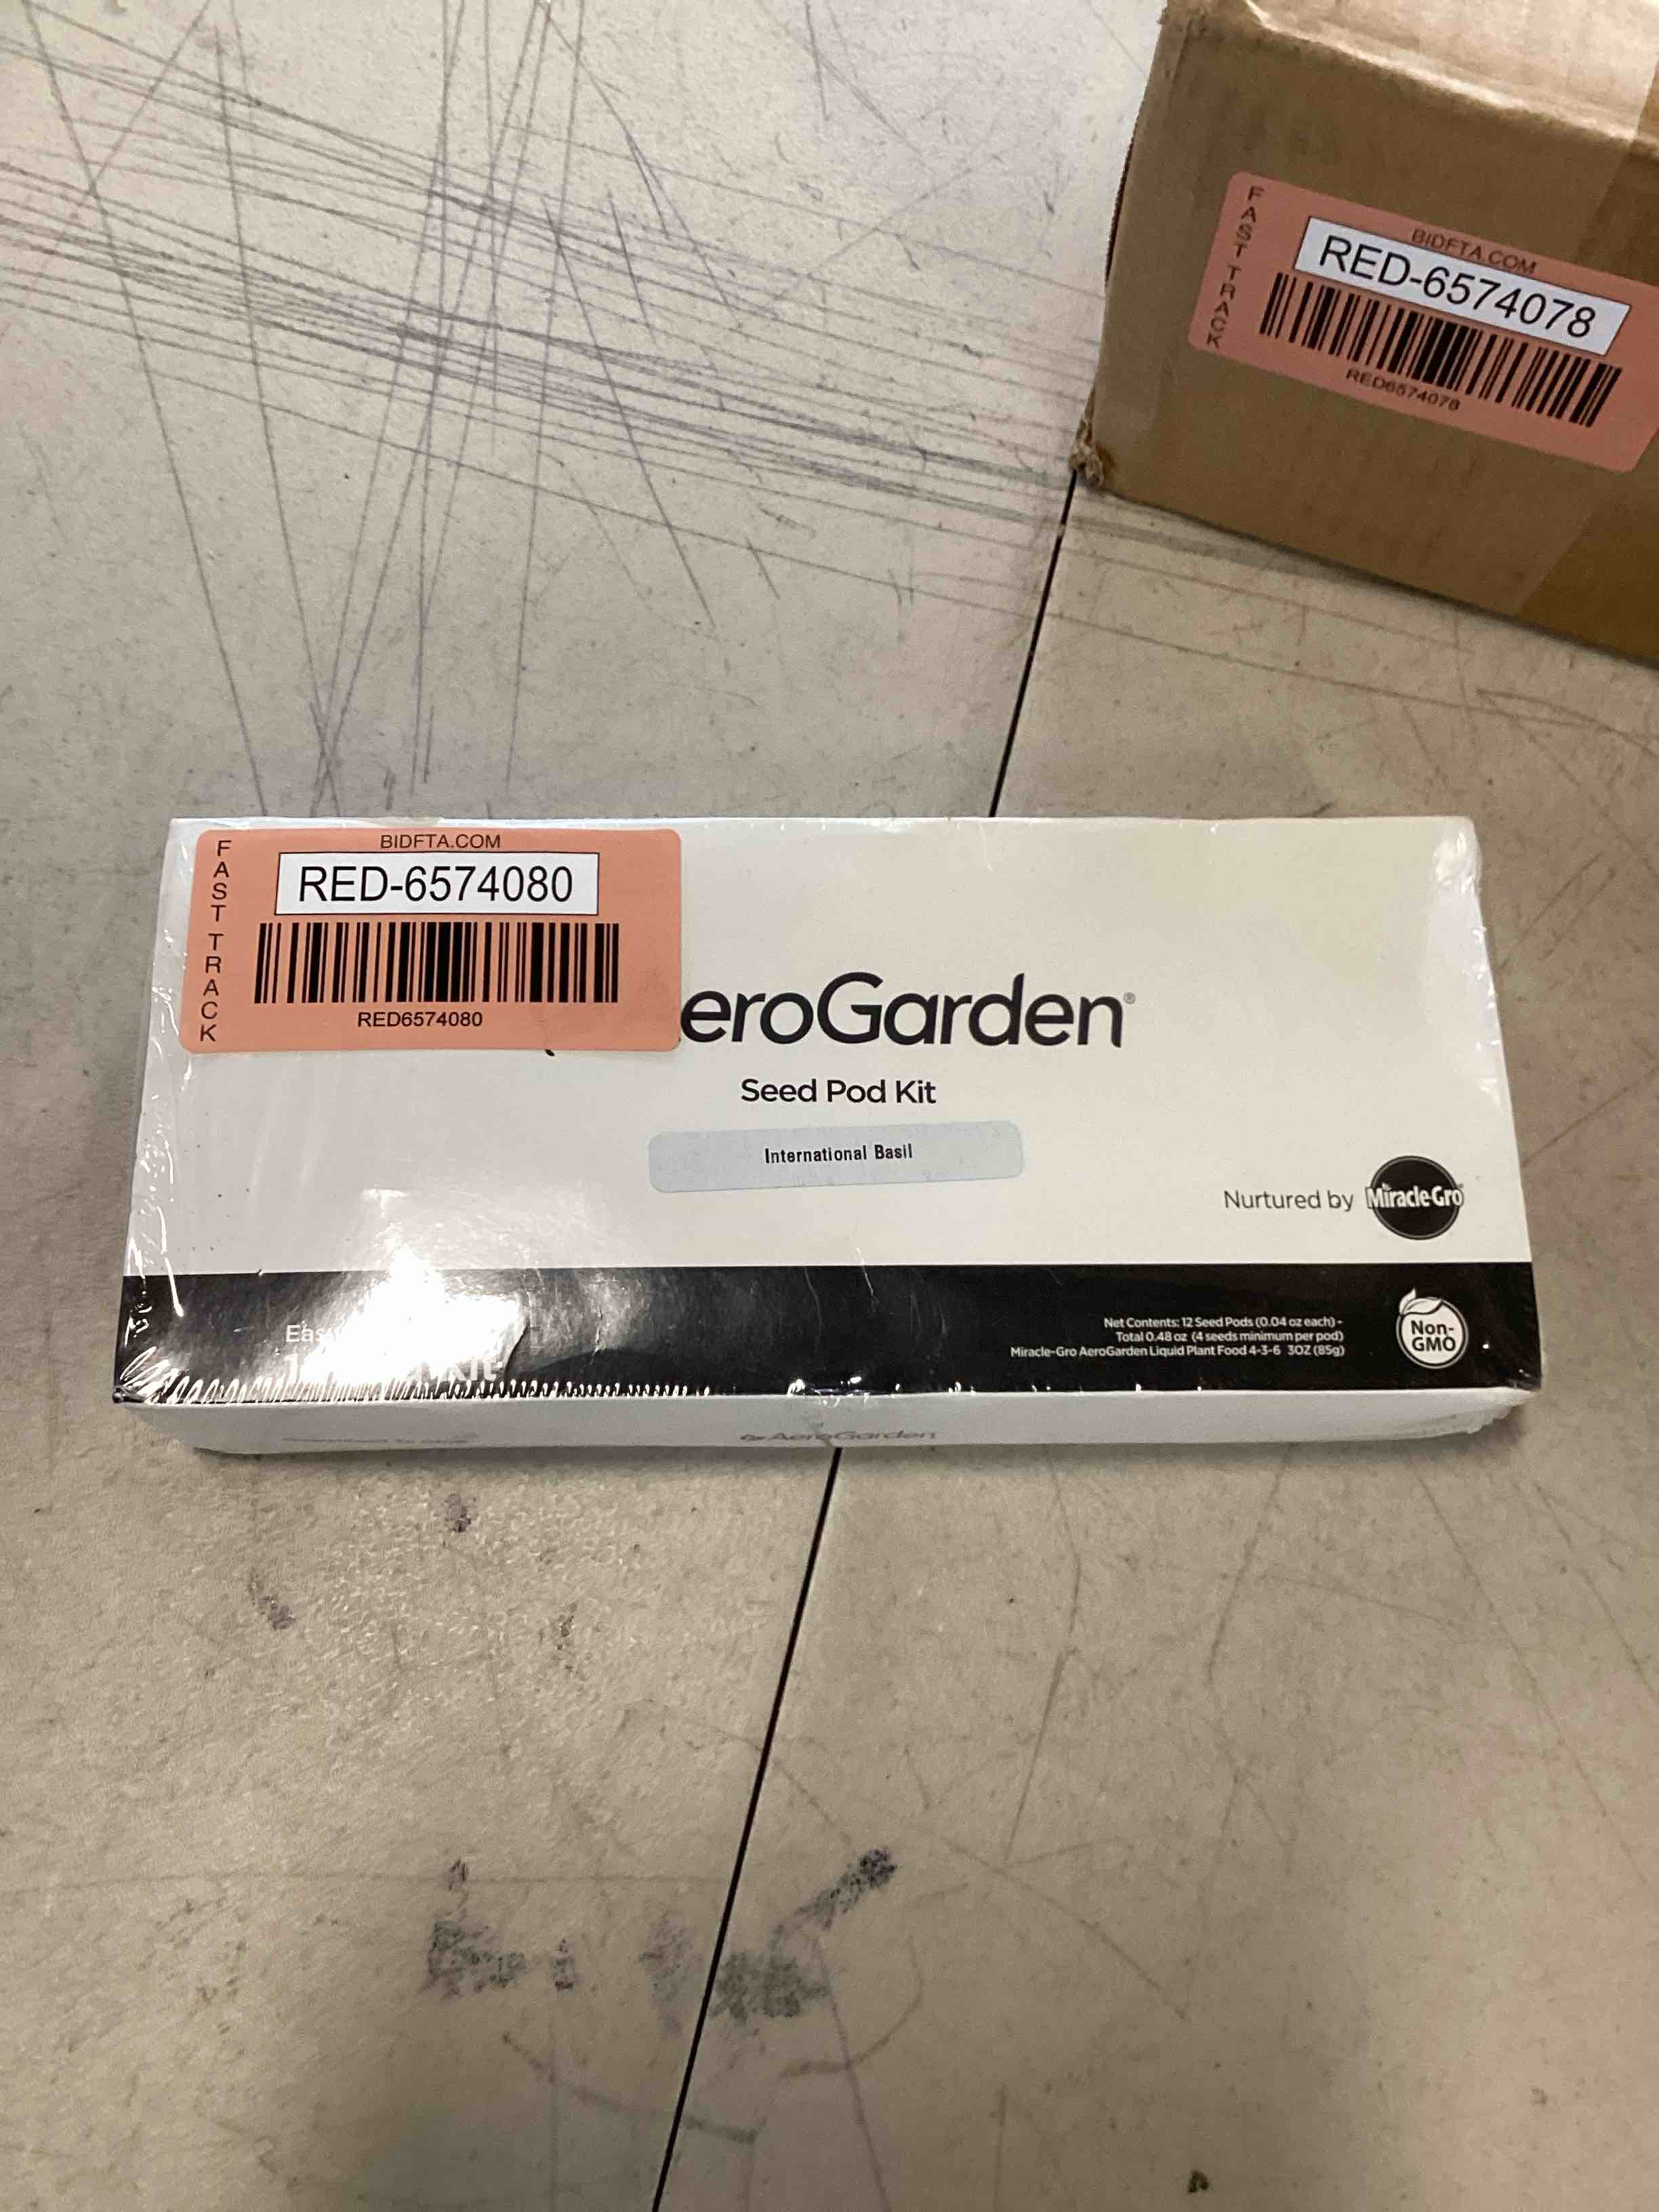 FAST TRACK
BIDFTA.COM
RED-6574078
RED6574078
FAST TRACK
BIDFTA.COM
RED-6574080
RED6574080
eroGarden®
Seed Pod Kit
International Basil
Nurtured by Miracle-Gro
Net Contents: 12 Seed Pods (0.04 oz each) -
Total 0.48 oz (4 seeds minimum per pod)
Miracle-Gro AeroGarden Liquid Plant Food 4-3-6 3OZ (85g)
Non-
GMO
AeroGarden